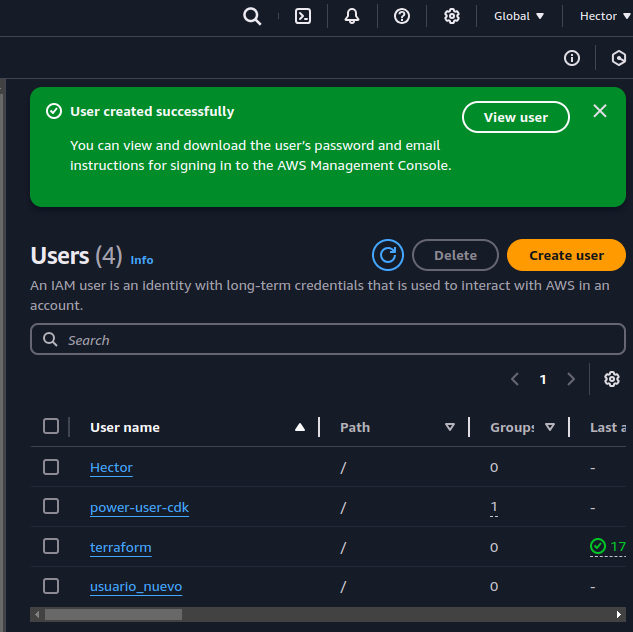 Global ▼ Hector ▼
User created successfully
View user
You can view and download the user's password and email
instructions for signing in to the AWS Management Console.
Users (4) Info
Delete
Create user
An IAM user is an identity with long-term credentials that is used to interact with AWS in an
account.
Search
1
User name Path Groups Last a
Hector / 0 -
power-user-cdk / 1 -
terraform / 0 17
usuario_nuevo / 0 -